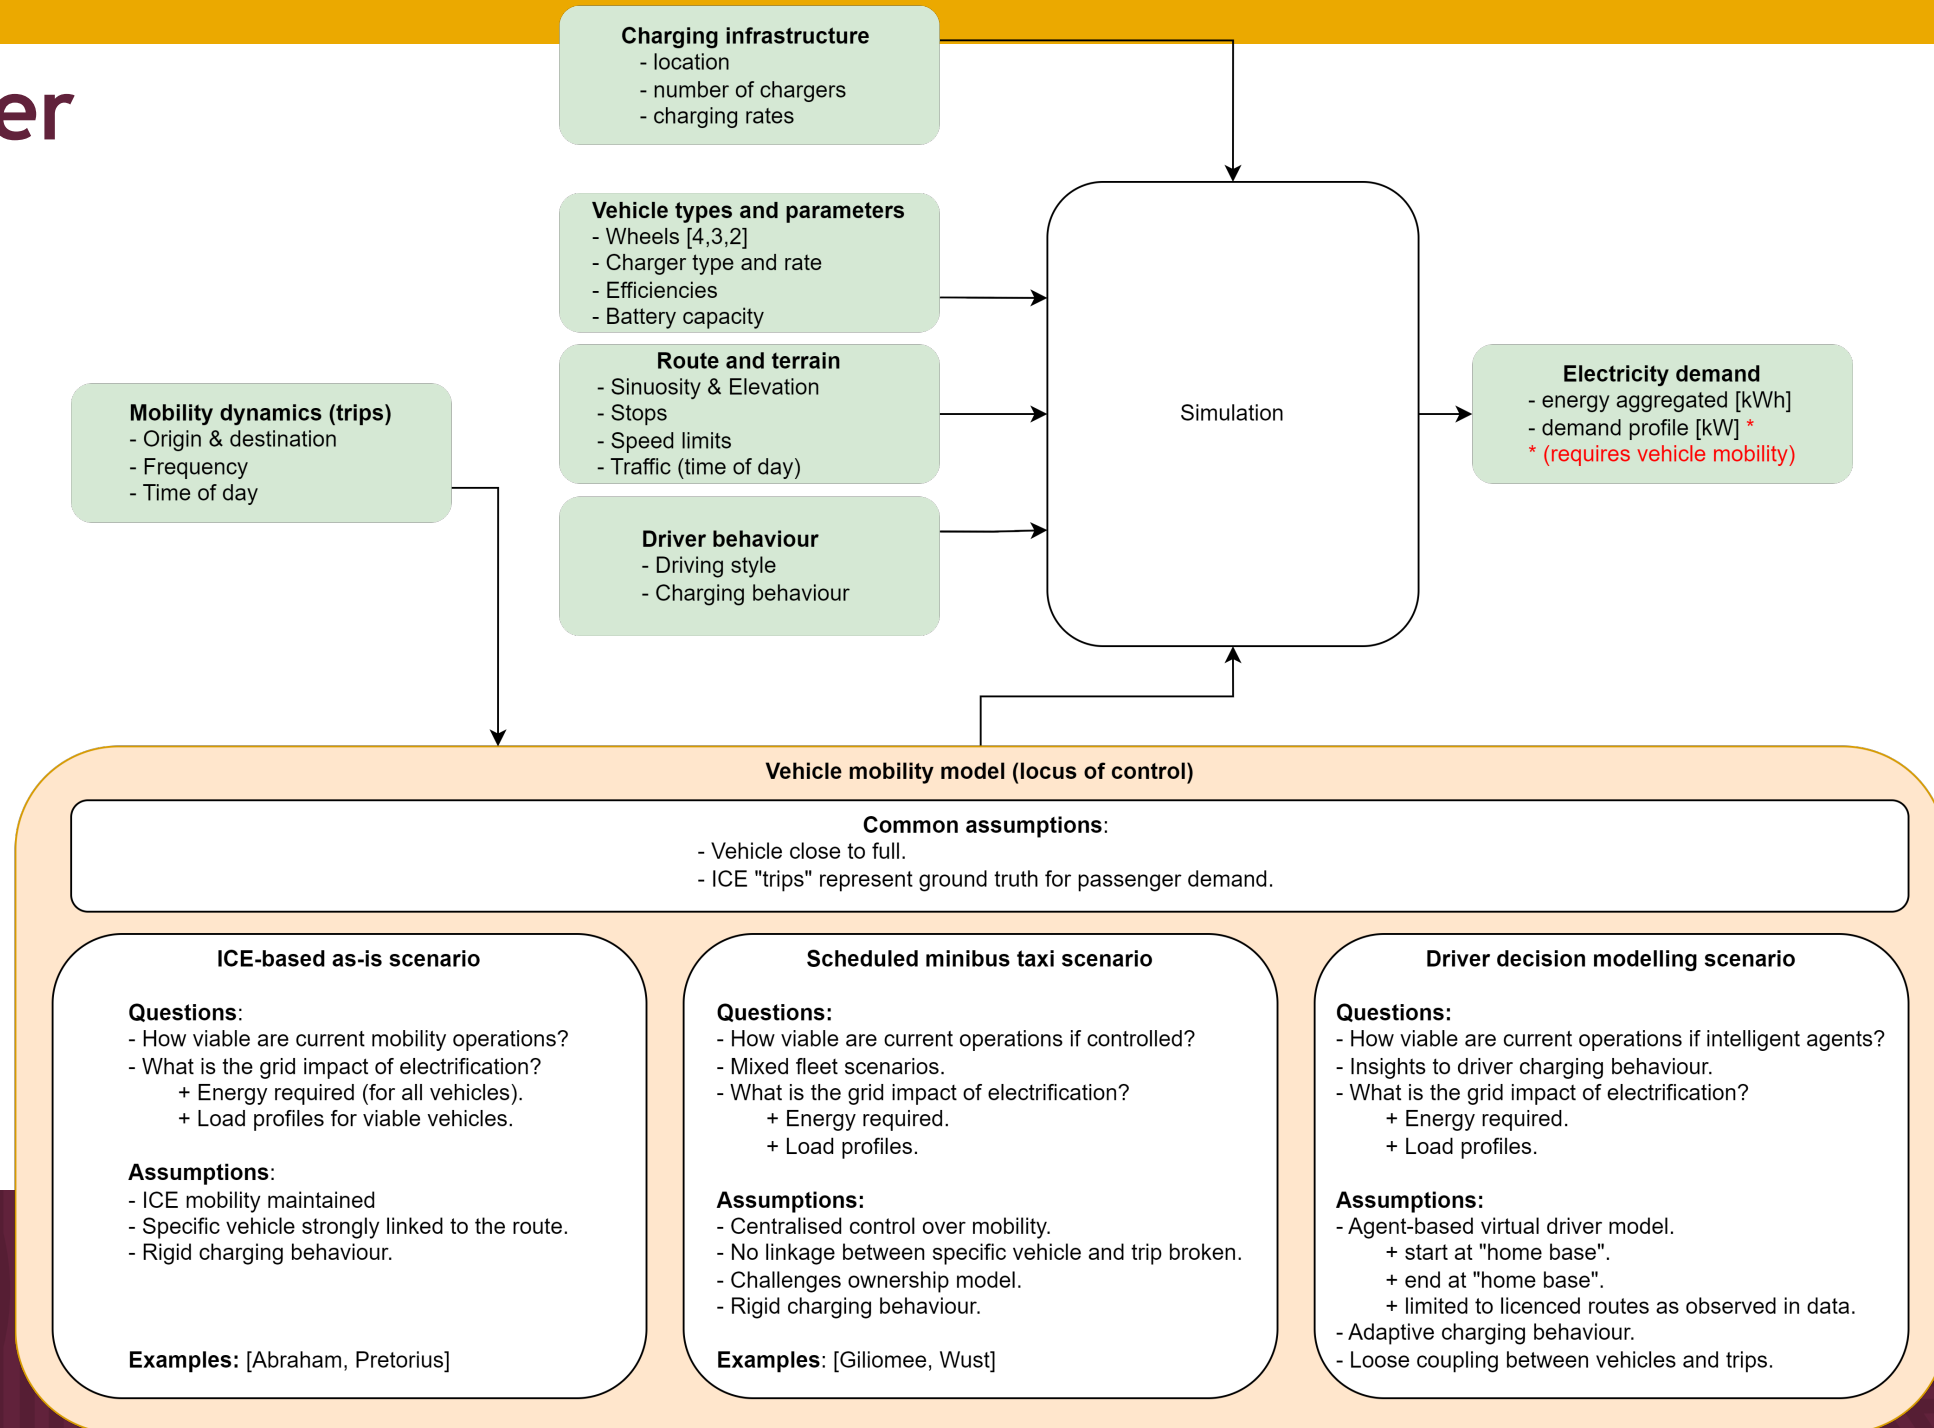 er
Charging infrastructure
- location
- number of chargers
- charging rates
Vehicle types and parameters
- Wheels [4,3,2]
- Charger type and rate
- Efficiencies
- Battery capacity
Route and terrain
- Sinuosity & Elevation
- Stops
- Speed limits
- Traffic (time of day)
Mobility dynamics (trips)
- Origin & destination
- Frequency
- Time of day
Driver behaviour
- Driving style
- Charging behaviour
Simulation
Electricity demand
- energy aggregated [kWh]
- demand profile [kW] *
* (requires vehicle mobility)
Vehicle mobility model (locus of control)
Common assumptions:
- Vehicle close to full.
- ICE "trips" represent ground truth for passenger demand.
ICE-based as-is scenario
Questions:
- How viable are current mobility operations?
- What is the grid impact of electrification?
+ Energy required (for all vehicles).
+ Load profiles for viable vehicles.
Assumptions:
- ICE mobility maintained
- Specific vehicle strongly linked to the route.
- Rigid charging behaviour.
Examples: [Abraham, Pretorius]
Scheduled minibus taxi scenario
Questions:
- How viable are current operations if controlled?
- Mixed fleet scenarios.
- What is the grid impact of electrification?
+ Energy required.
+ Load profiles.
Assumptions:
- Centralised control over mobility.
- No linkage between specific vehicle and trip broken.
- Challenges ownership model.
- Rigid charging behaviour.
Examples: [Giliomee, Wust]
Driver decision modelling scenario
Questions:
- How viable are current operations if intelligent agents?
- Insights to driver charging behaviour.
- What is the grid impact of electrification?
+ Energy required.
+ Load profiles.
Assumptions:
- Agent-based virtual driver model.
+ start at "home base".
+ end at "home base".
+ limited to licenced routes as observed in data.
- Adaptive charging behaviour.
- Loose coupling between vehicles and trips.